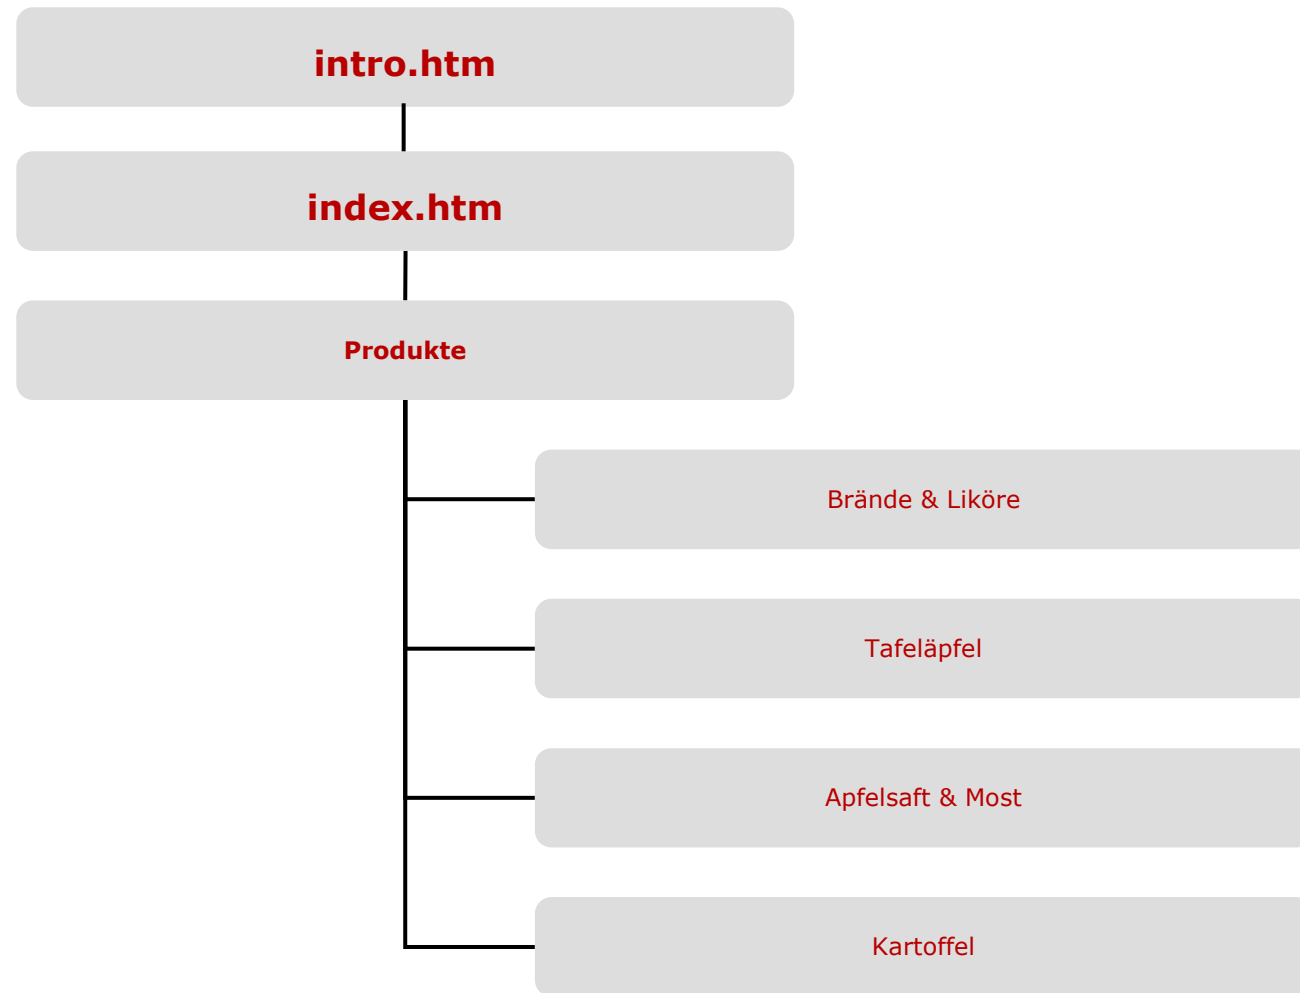 intro.htm
index.htm
Produkte
Brände & Liköre
Tafeläpfel
Apfelsaft & Most
Kartoffel